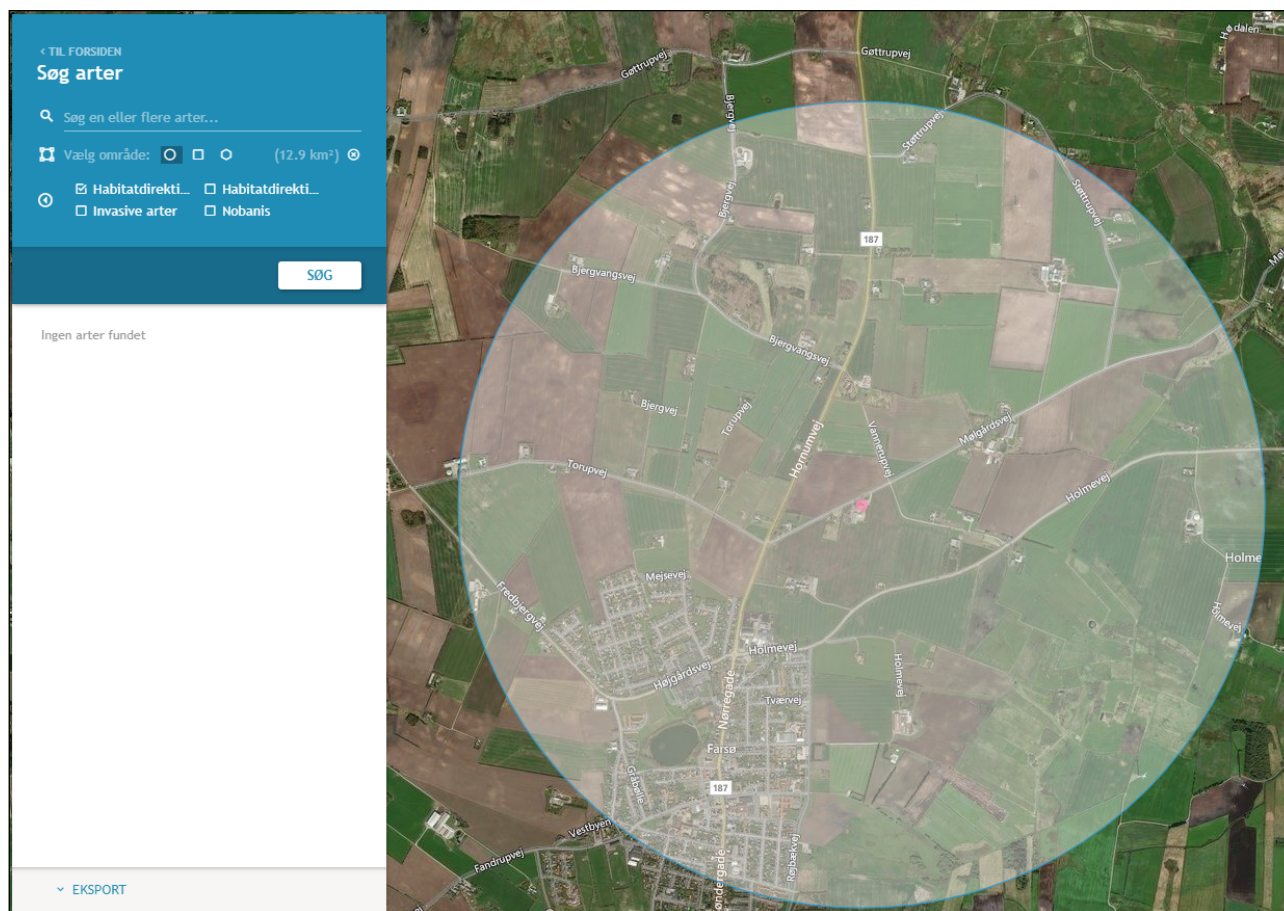 < TIL FORSIDEN
Søg arter
Søg en eller flere arter...
Vælg område:
(12.9 km²)
Habitatdirekti...
Habitatdirekti...
Invasive arter
Nobanis
SØG
Ingen arter fundet
EKSPORT
Gøttrupvej
Gøttrupvej
Bjergvej
Støttrupvej
Bjergvej
Støttrupvej
187
Bjergvangsvej
Bjergvangsvej
Bjergvej
Torupvej
Vannerupvej
Mølgårdsvej
Hornumvej
Torupvej
Holmevej
Mejsevej
Fredbjergvej
Holme
Holmevej
Holmevej
Højgårdsvej
Holmevej
Nørregade
Tværvej
Farsø
Gråbølle
187
Vestbyen
Fandrupvej
Røjbækvej
øndergade